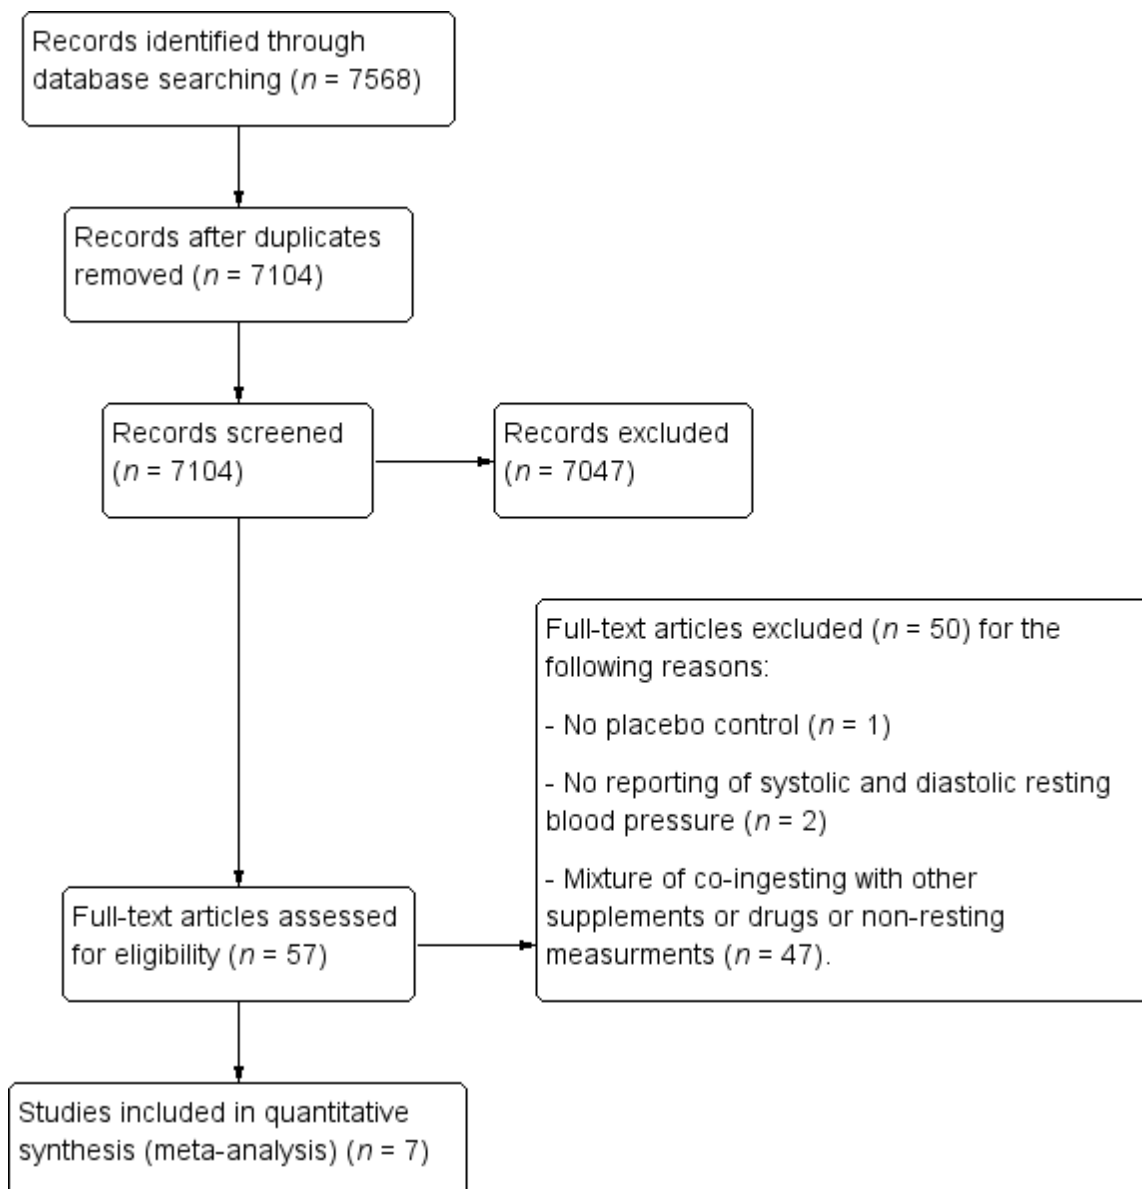 Records identified through
database searching (n = 7568)
Records after duplicates
removed (n = 7104)
Records screened
(n = 7104)
Records excluded
(n = 7047)
Full-text articles excluded (n = 50) for the
following reasons:
- No placebo control (n = 1)
- No reporting of systolic and diastolic resting
blood pressure (n = 2)
- Mixture of co-ingesting with other
supplements or drugs or non-resting
measurments (n = 47).
Full-text articles assessed
for eligibility (n = 57)
Studies included in quantitative
synthesis (meta-analysis) (n = 7)